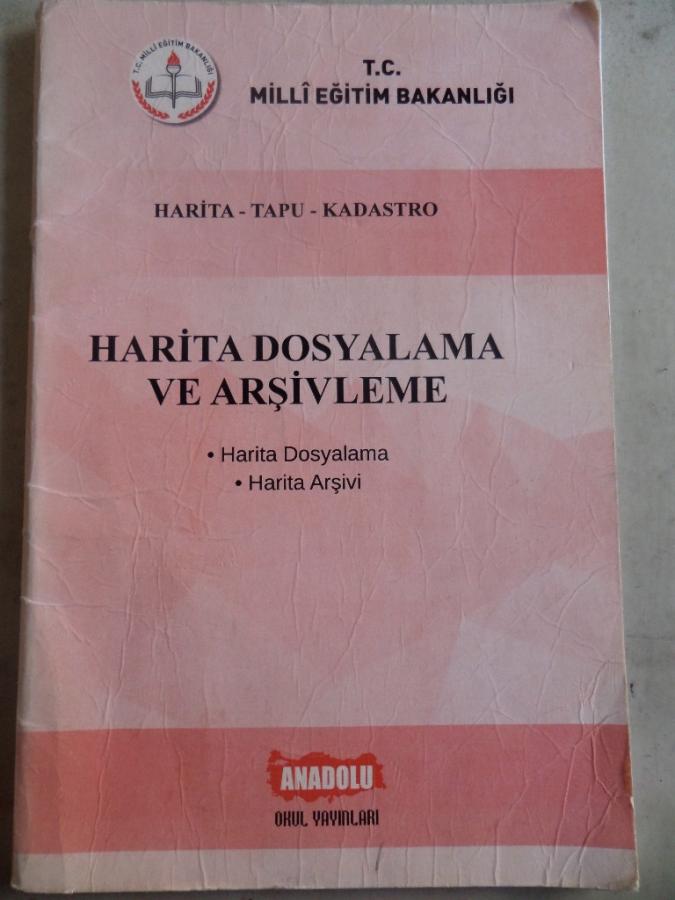 T.C. MİLLÎ EĞİTİM BAKANLIĞI
T.C.
MİLLÎ EĞİTİM BAKANLIĞI
HARİTA - TAPU - KADASTRO
HARİTA DOSYALAMA
VE ARŞİVLEME
• Harita Dosyalama
• Harita Arşivi
ANADOLU
OKUL YAYINLARI